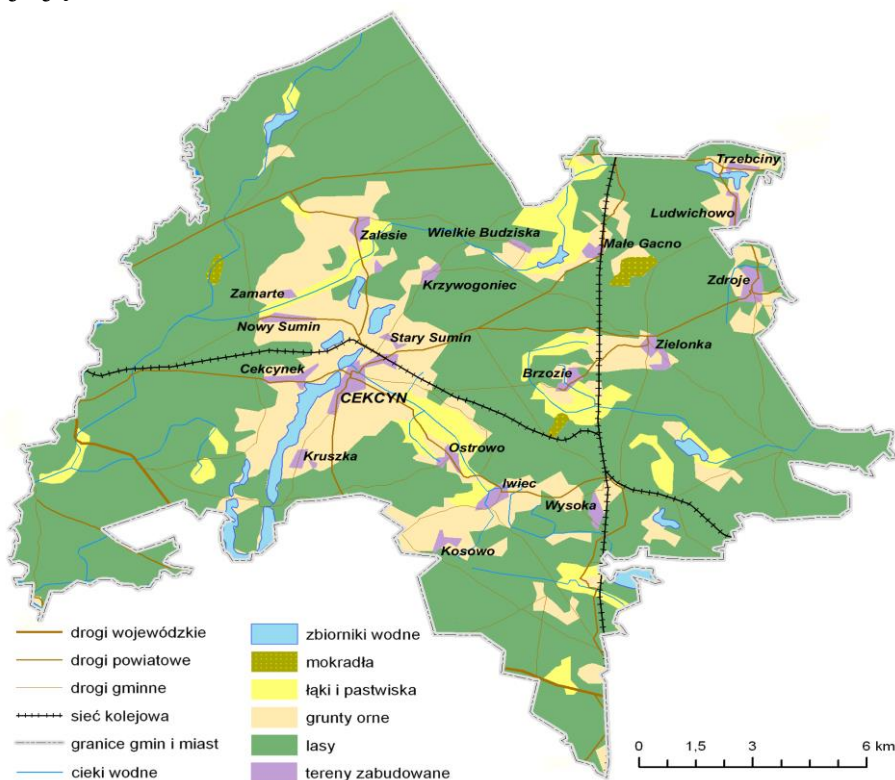 Trzebciny
Ludwichowo
Zalesie
Wielkie Budziska
Małe Gacno
Zdroje
Zamarte
Krzywogoniec
Nowy Sumin
Stary Sumin
Zielonka
Cekcynek
Brzozie
CEKCYN
Kruszka
Ostrowo
Iwiec
Wysoka
Kosowo
drogi wojewódzkie
drogi powiatowe
drogi gminne
sieć kolejowa
granice gmin i miast
cieki wodne
zbiorniki wodne
mokradła
łąki i pastwiska
grunty orne
lasy
tereny zabudowane
0 1,5 3 6 km